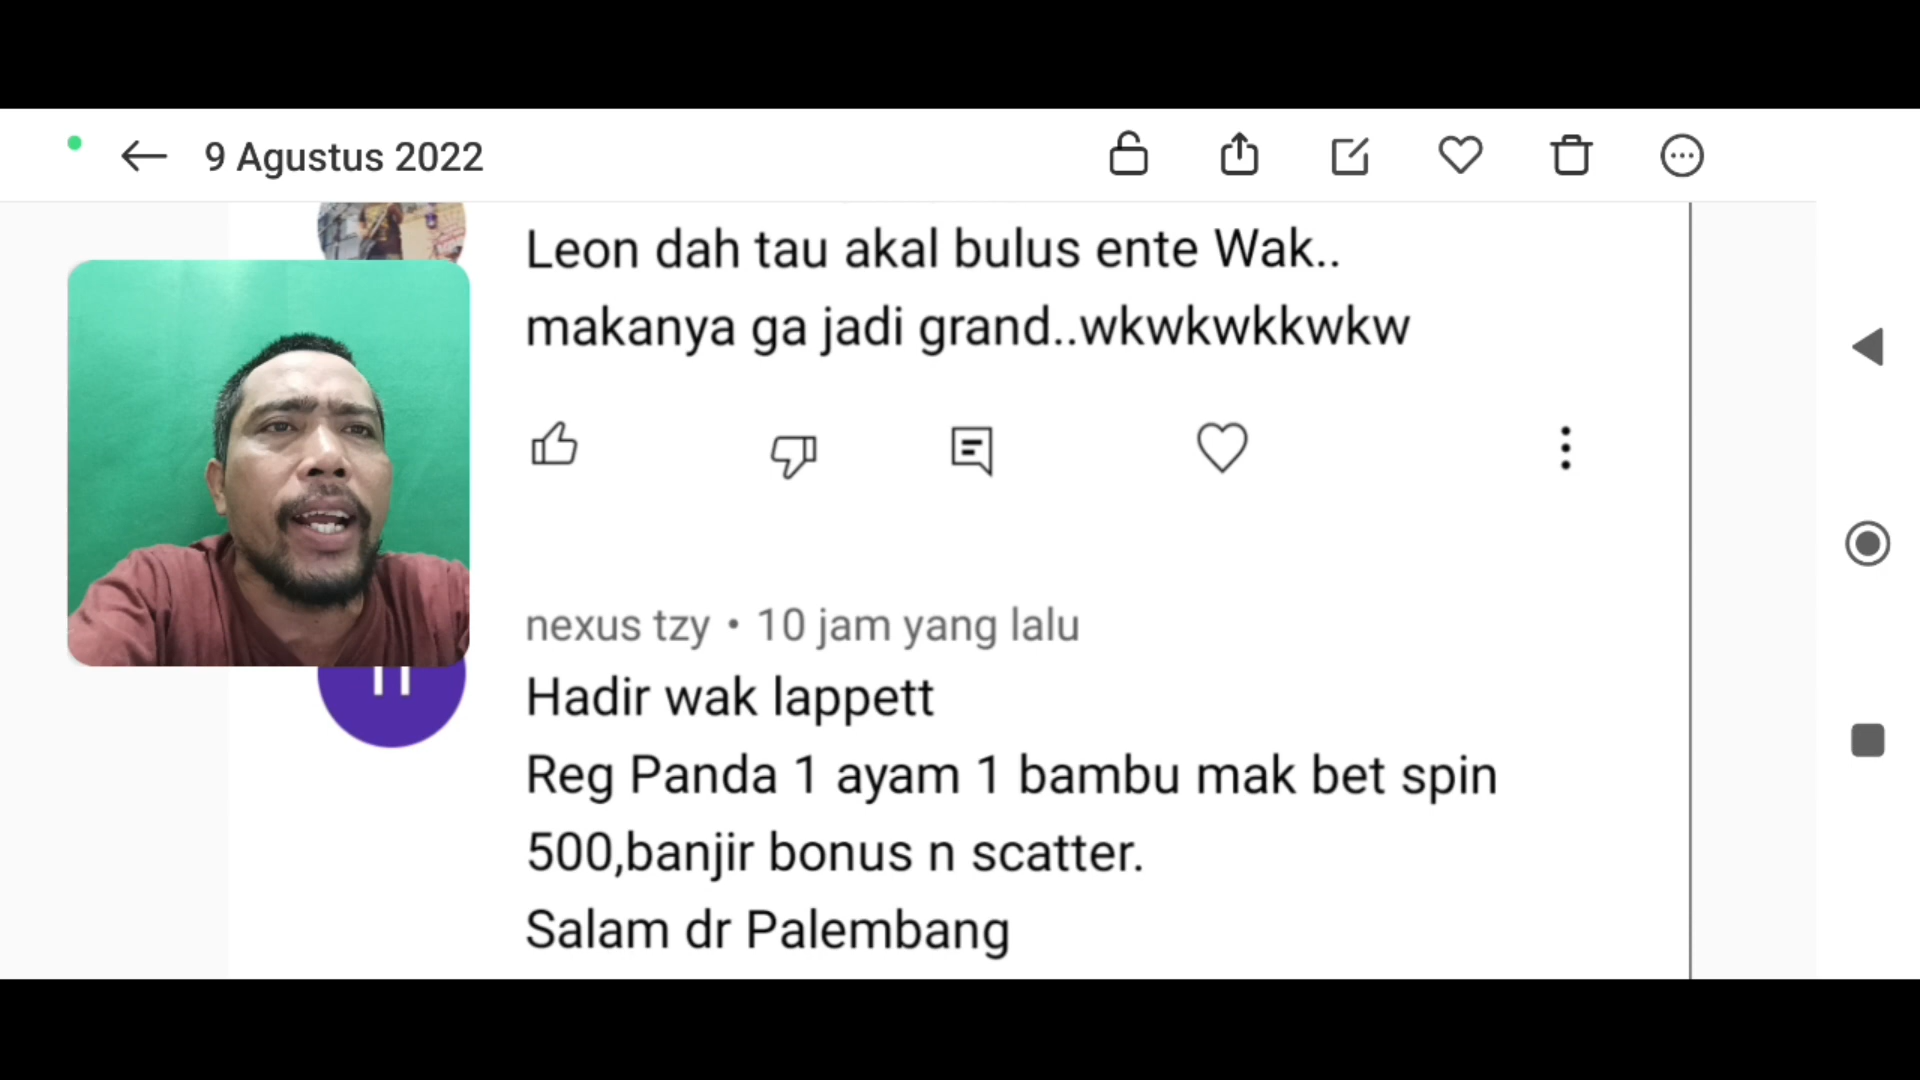 9 Agustus 2022
Leon dah tau akal bulus ente Wak..
makanya ga jadi grand..wkwkwkkwkw
nexus tzy • 10 jam yang lalu
Hadir wak lappett
Reg Panda 1 ayam 1 bambu mak bet spin
500,banjir bonus n scatter.
Salam dr Palembang